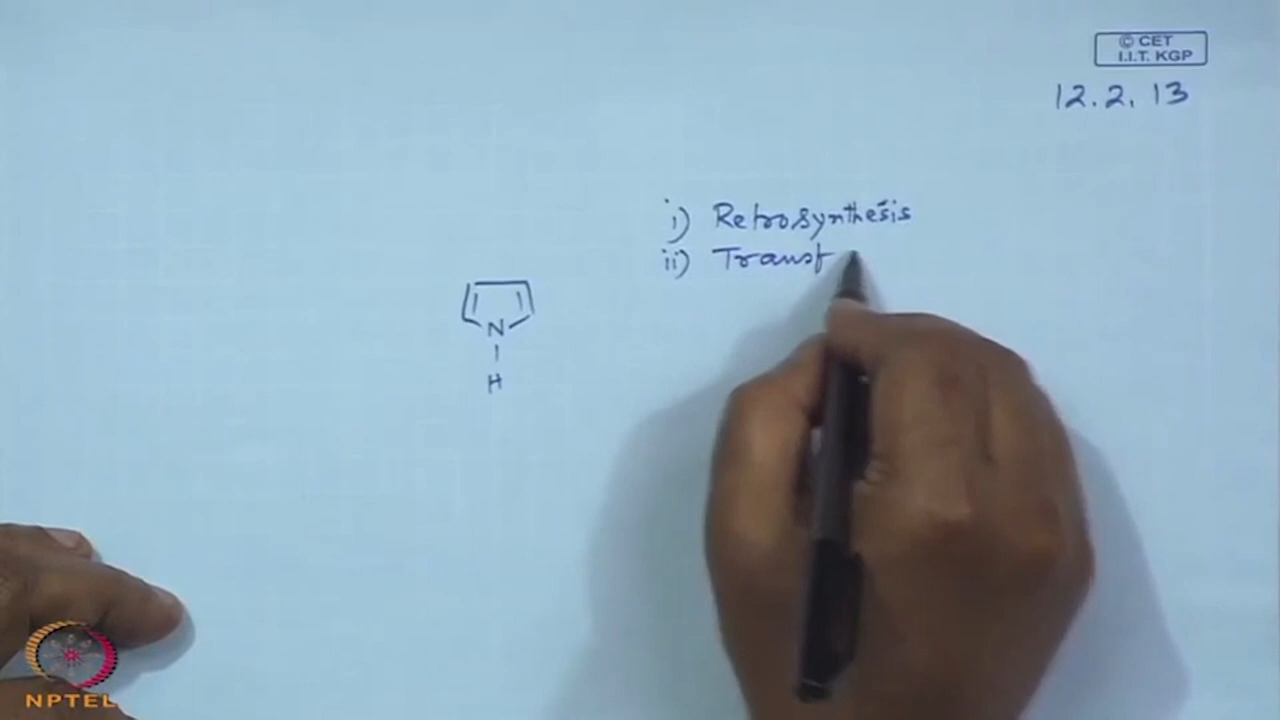 © CET
I.I.T. KGP
12.2.13
i) Retrosynthesis
ii) Transf
N
H
NPTEL